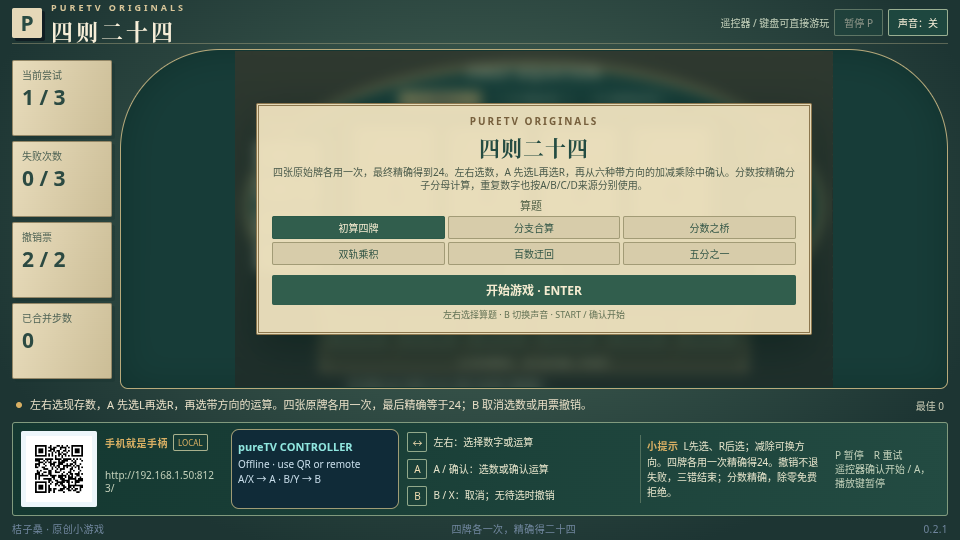 P
PURETV ORIGINALS
四则二十四
遥控器 / 键盘可直接游玩
暂停 P
声音：关
当前尝试
1 / 3
失败次数
0 / 3
撤销票
2 / 2
已合并步数
0
PURETV ORIGINALS
四则二十四
四张原始牌各用一次，最终精确得到24。左右选数，A 先选L再选R，再从六种带方向的加减乘除中确认。分数按精确分
子分母计算，重复数字也按A/B/C/D来源分别使用。
算题
初算四牌
分支合算
分数之桥
双轨乘积
百数迂回
五分之一
开始游戏 · ENTER
左右选择算题 · B 切换声音 · START / 确认开始
左右选现存数，A 先选L再选R，再选带方向的运算。四张原牌各用一次，最后精确等于24；B 取消选数或用票撤销。
最佳 0
手机就是手柄
LOCAL
http://192.168.1.50:812
3/
pureTV CONTROLLER
Offline · use QR or remote
A/X → A · B/Y → B
↔ 左右：选择数字或运算
A A / 确认：选数或确认运算
B B / X：取消；无待选时撤销
小提示 L先选、R后选；减除可换方
向。四牌各用一次精确得24。撤销不退
失败，三错结束；分数精确，除零免费
拒绝。
P 暂停 R 重试
遥控器确认开始 / A，
播放键暂停
桔子桑 · 原创小游戏
四牌各一次，精确得二十四
0.2.1